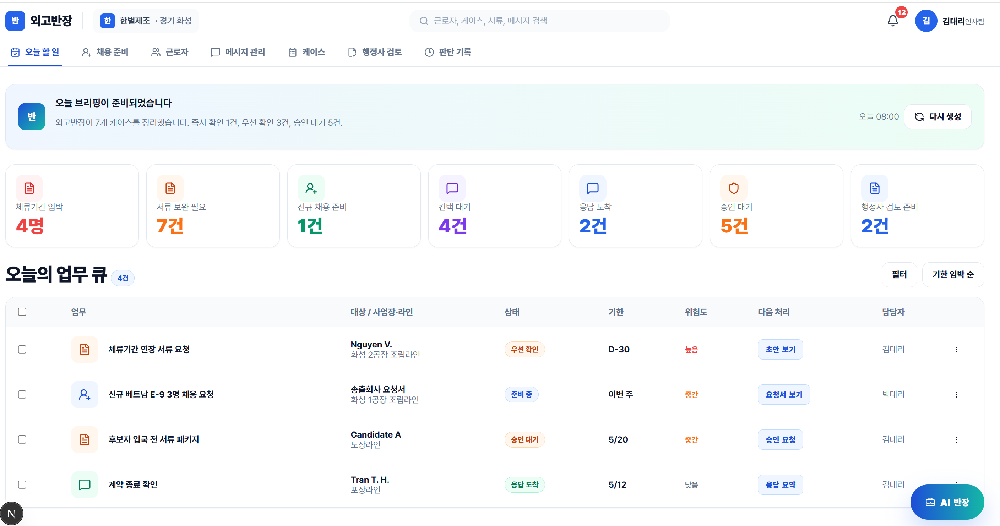 반 외고반장 한 한별제조 · 경기 화성 근로자, 케이스, 서류, 메시지 검색 12 김 김대리인사팀
오늘 할 일 채용 준비 근로자 메시지 관리 케이스 행정사 검토 판단 기록
오늘 브리핑이 준비되었습니다
반 외고반장이 7개 케이스를 정리했습니다. 즉시 확인 1건, 우선 확인 3건, 승인 대기 5건. 오늘 08:00 다시 생성
체류기간 임박 서류 보완 필요 신규 채용 준비 컨택 대기 응답 도착 승인 대기 행정사 검토 준비
4명 7건 1건 4건 2건 5건 2건
오늘의 업무 큐 4건 필터 기한 임박 순
업무 대상 / 사업장·라인 상태 기한 위험도 다음 처리 담당자
체류기간 연장 서류 요청 Nguyen V. 우선 확인 D-30 높음 초안 보기 김대리
화성 2공장 조립라인
신규 베트남 E-9 3명 채용 요청 송출회사 요청서 준비 중 이번 주 중간 요청서 보기 박대리
화성 1공장 조립라인
후보자 입국 전 서류 패키지 Candidate A 승인 대기 5/20 중간 승인 요청 김대리
도장라인
계약 종료 확인 Tran T. H. 응답 도착 5/12 낮음 응답 요약 김대리
포장라인
N AI 반장